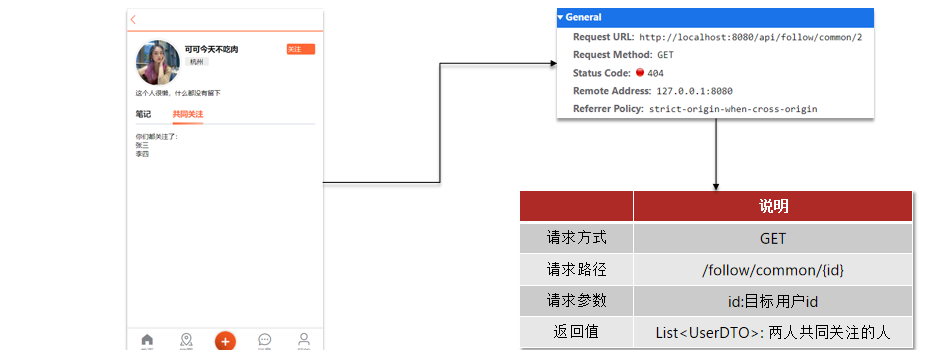 可可今天不吃肉
关注
杭州
这个人很懒，什么都没有留下
笔记
共同关注
你们都关注了：
张三
李四
General
Request URL: http://localhost:8080/api/follow/common/2
Request Method: GET
Status Code: 404
Remote Address: 127.0.0.1:8080
Referrer Policy: strict-origin-when-cross-origin
说明
请求方式 GET
请求路径 /follow/common/{id}
请求参数 id:目标用户id
返回值 List<UserDTO>: 两人共同关注的人